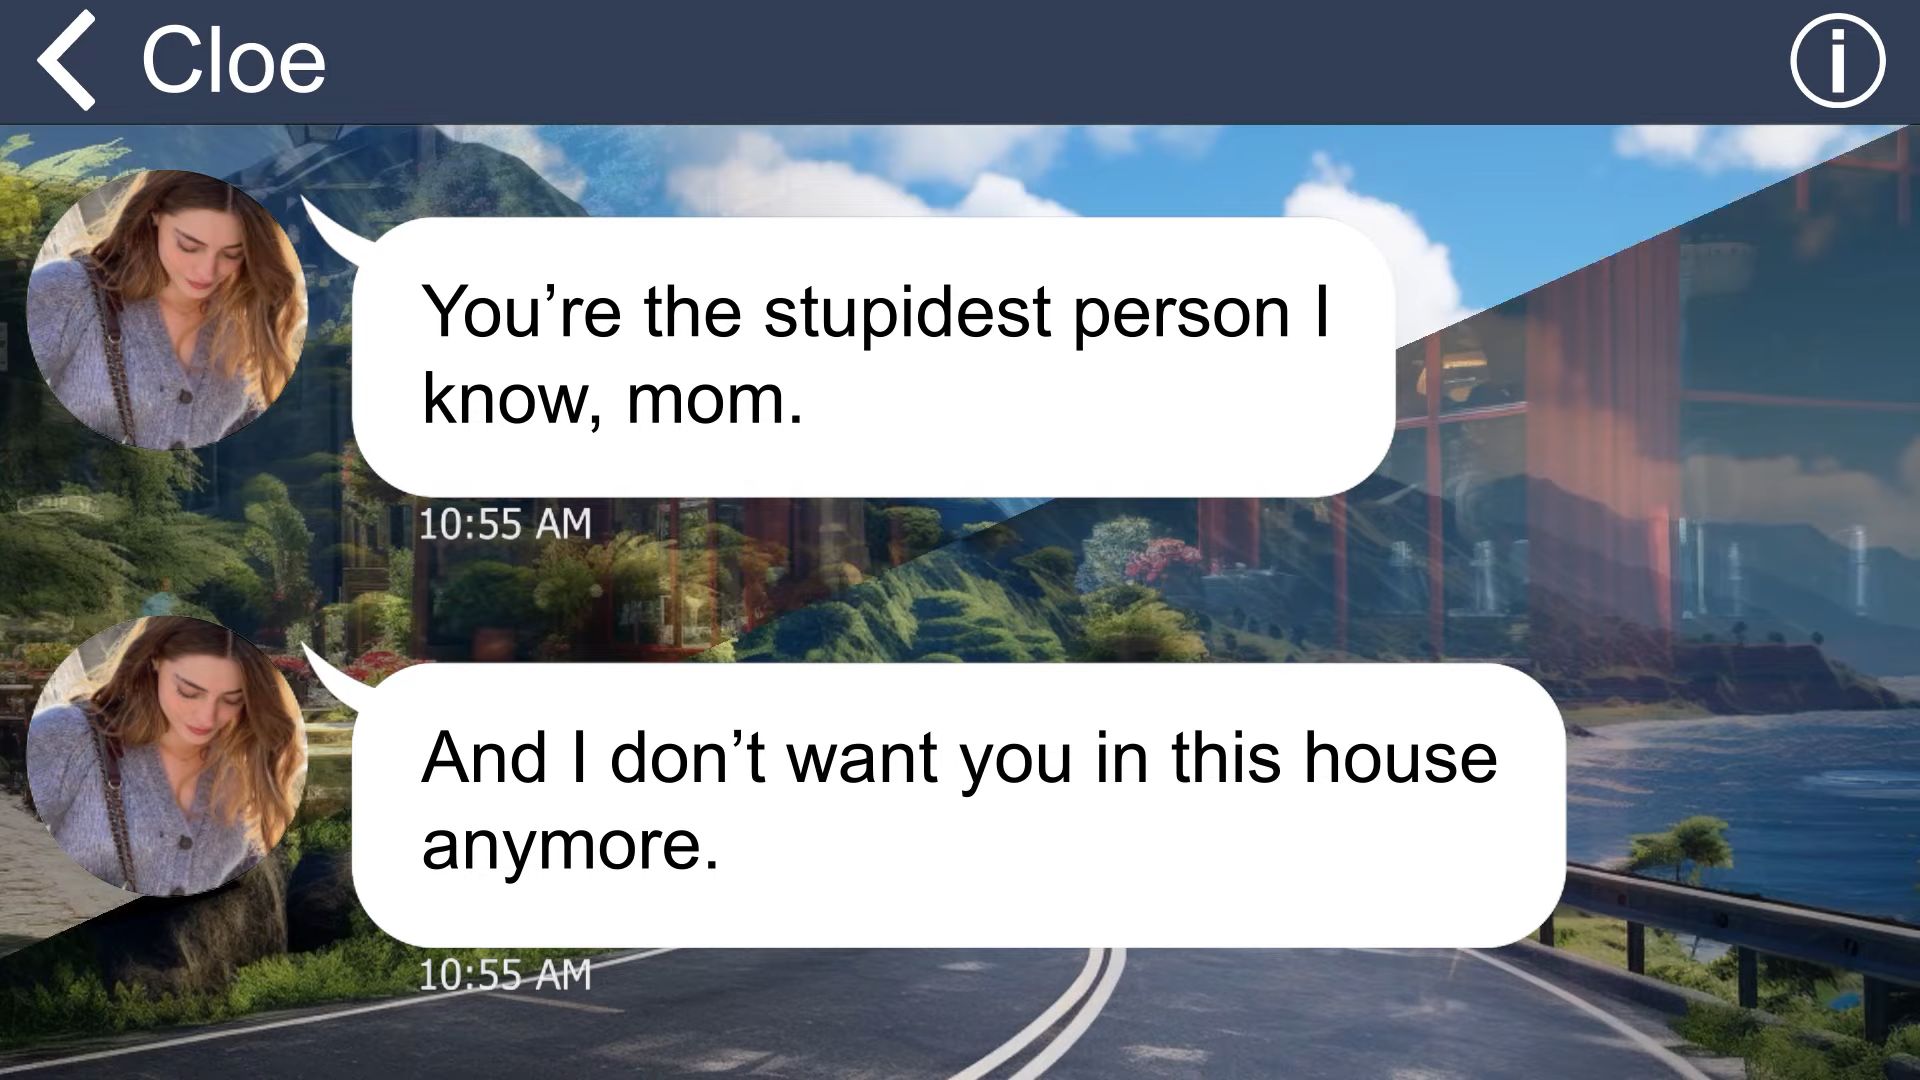 Cloe
You’re the stupidest person I
know, mom.
10:55 AM
And I don’t want you in this house
anymore.
10:55 AM